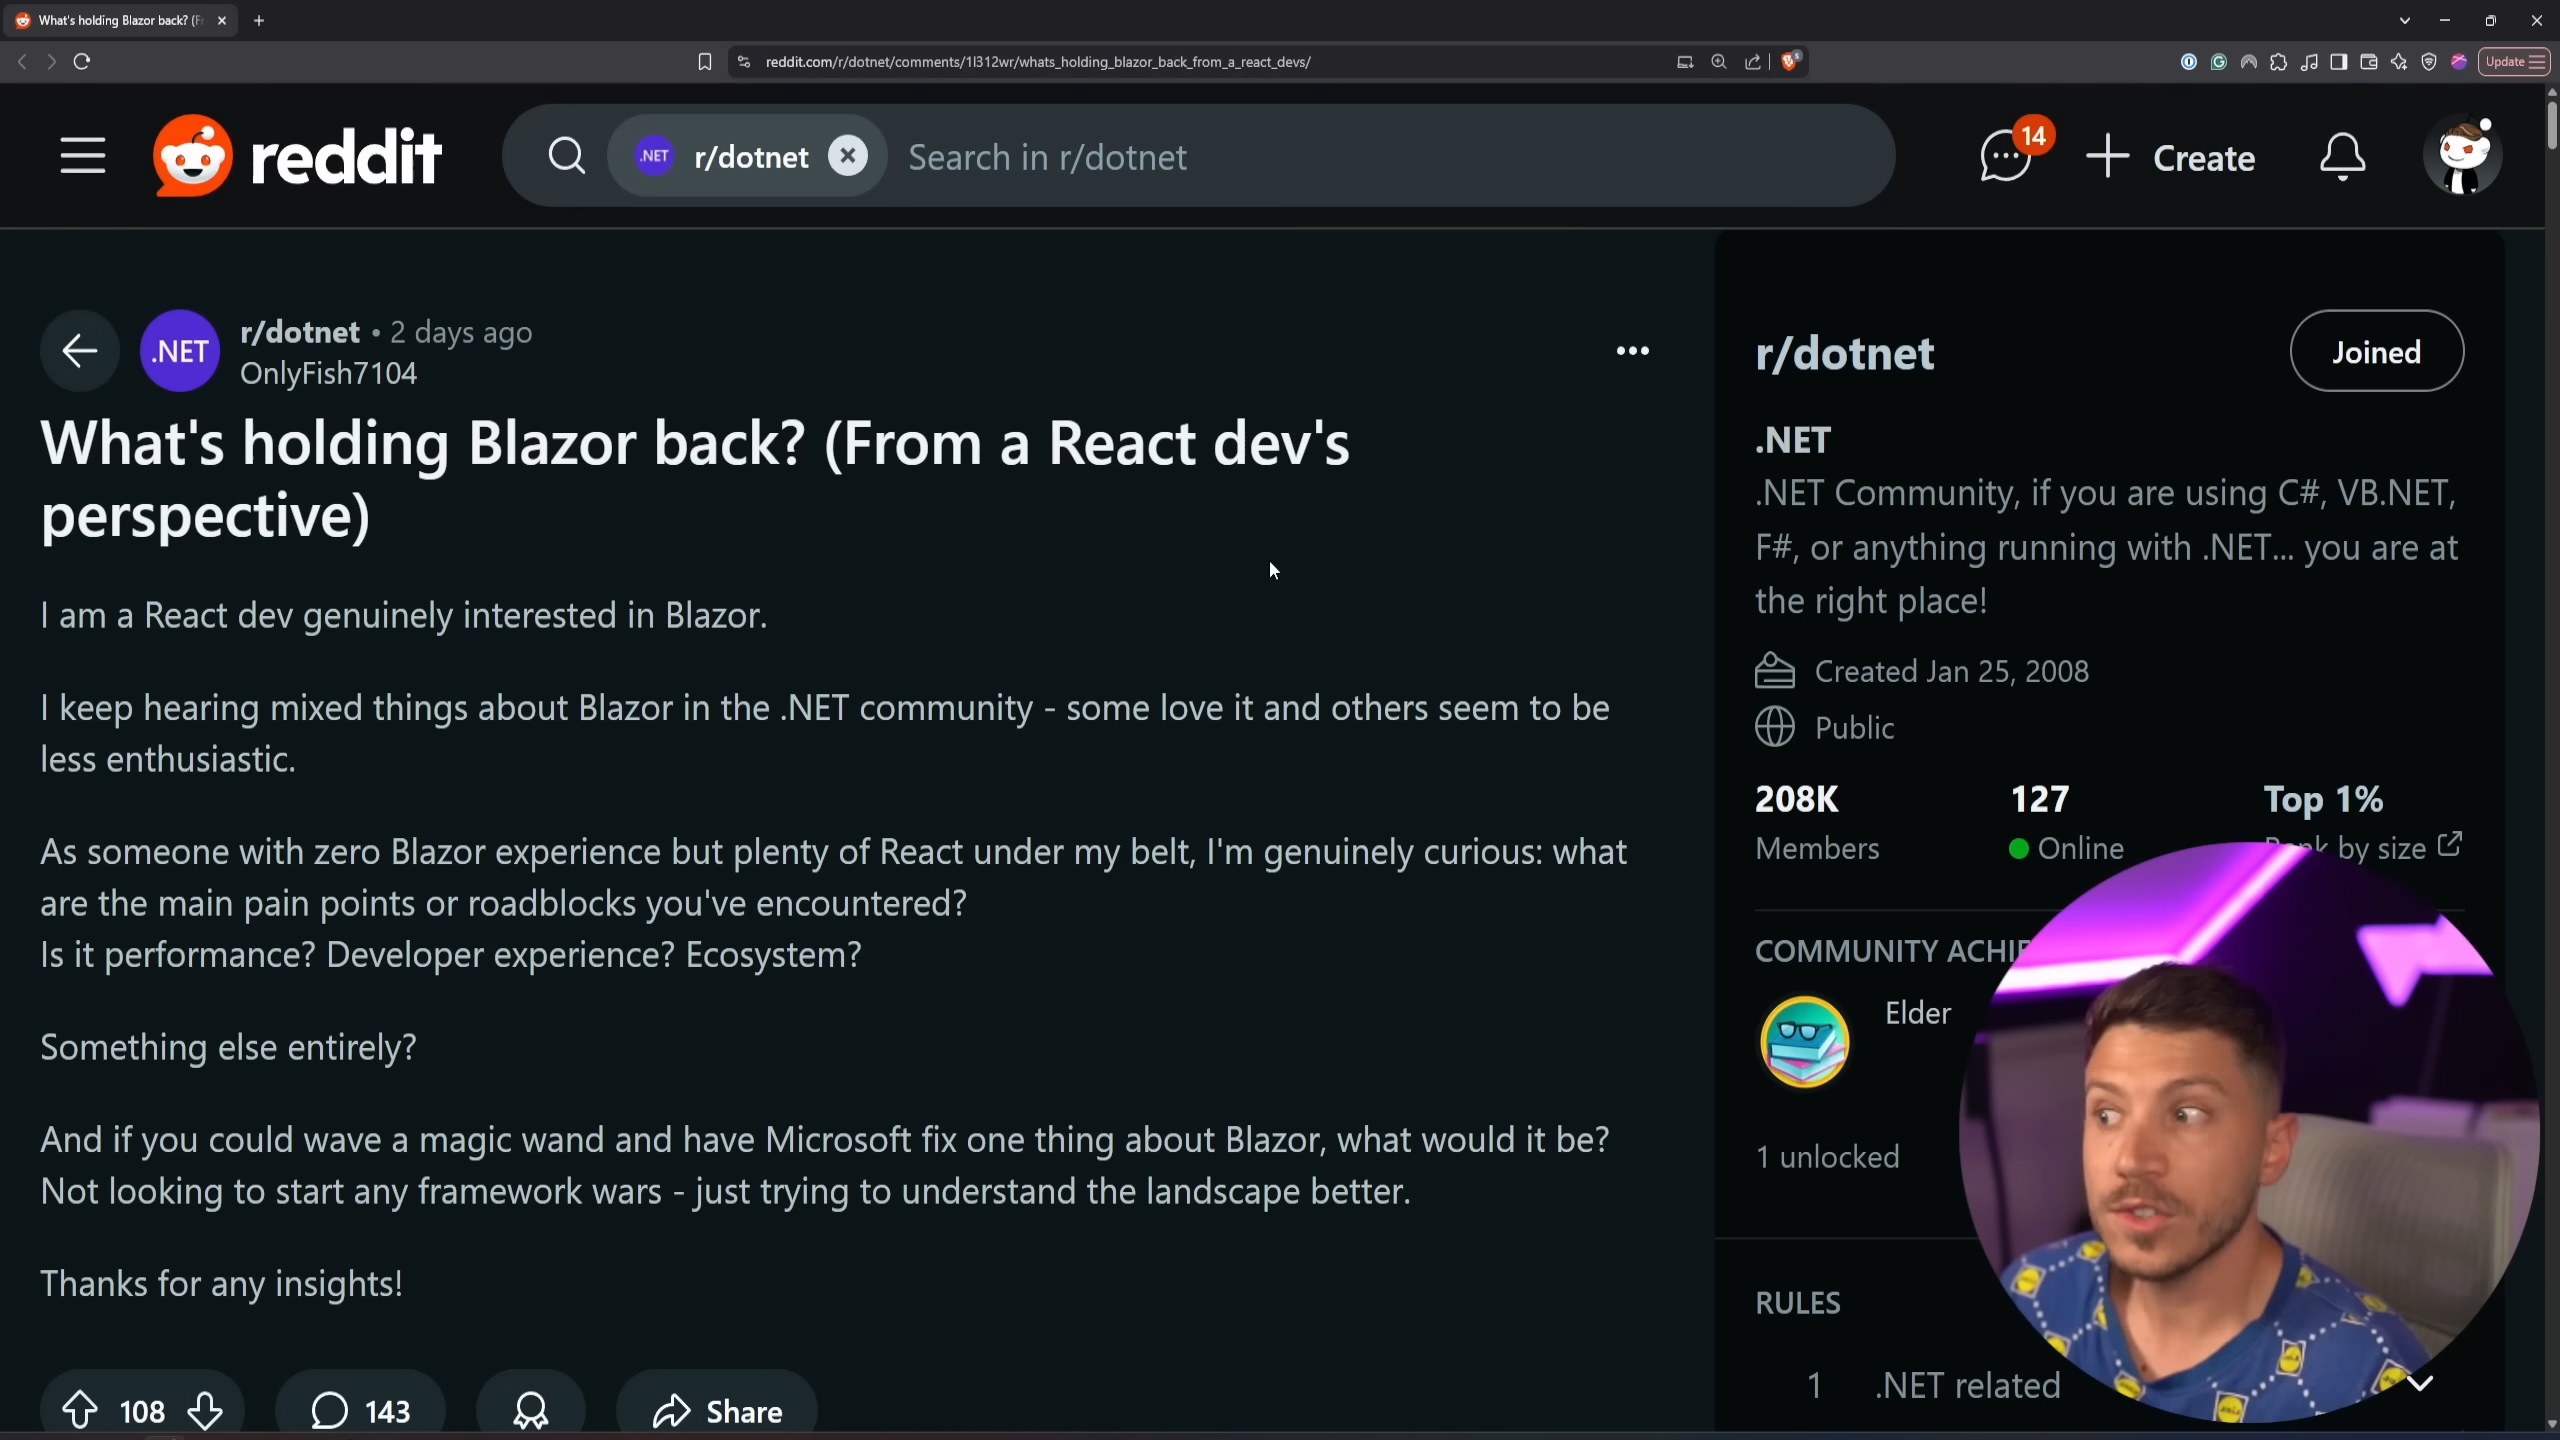 What's holding Blazor back? (F
reddit.com/r/dotnet/comments/1l312wr/whats_holding_blazor_back_from_a_react_devs/
Update
reddit
.NET
r/dotnet
Search in r/dotnet
14
Create
.NET
r/dotnet • 2 days ago
OnlyFish7104
What's holding Blazor back? (From a React dev's
perspective)
I am a React dev genuinely interested in Blazor.
I keep hearing mixed things about Blazor in the .NET community - some love it and others seem to be
less enthusiastic.
As someone with zero Blazor experience but plenty of React under my belt, I'm genuinely curious: what
are the main pain points or roadblocks you've encountered?
Is it performance? Developer experience? Ecosystem?
Something else entirely?
And if you could wave a magic wand and have Microsoft fix one thing about Blazor, what would it be?
Not looking to start any framework wars - just trying to understand the landscape better.
Thanks for any insights!
108
143
Share
r/dotnet
Joined
.NET
.NET Community, if you are using C#, VB.NET,
F#, or anything running with .NET... you are at
the right place!
Created Jan 25, 2008
Public
208K
127
Top 1%
Members
Online
Rank by size
COMMUNITY ACHIE
Elder
1 unlocked
RULES
1 .NET related